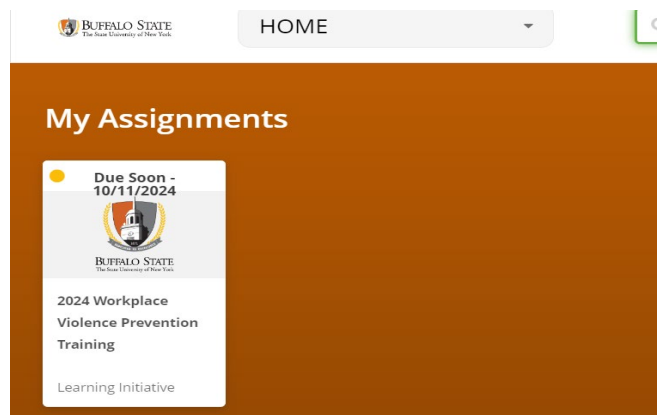 BUFFALO STATE
The State University of New York
HOME
My Assignments
Due Soon -
10/11/2024
BUFFALO STATE
The State University of New York
2024 Workplace
Violence Prevention
Training
Learning Initiative